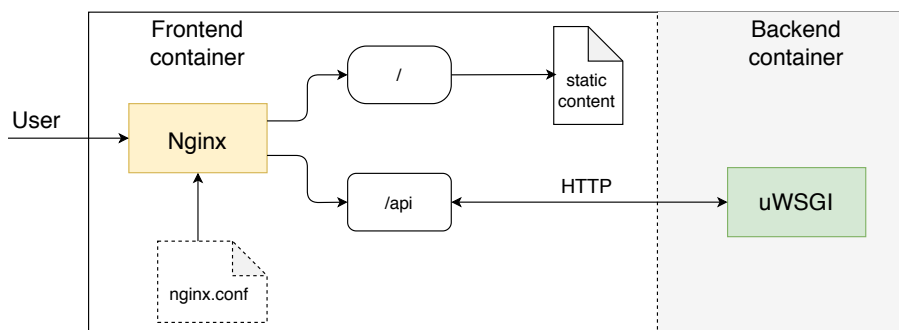 Frontend
container
Backend
container
/
static
content
User
Nginx
HTTP
/api
uWSGI
nginx.conf